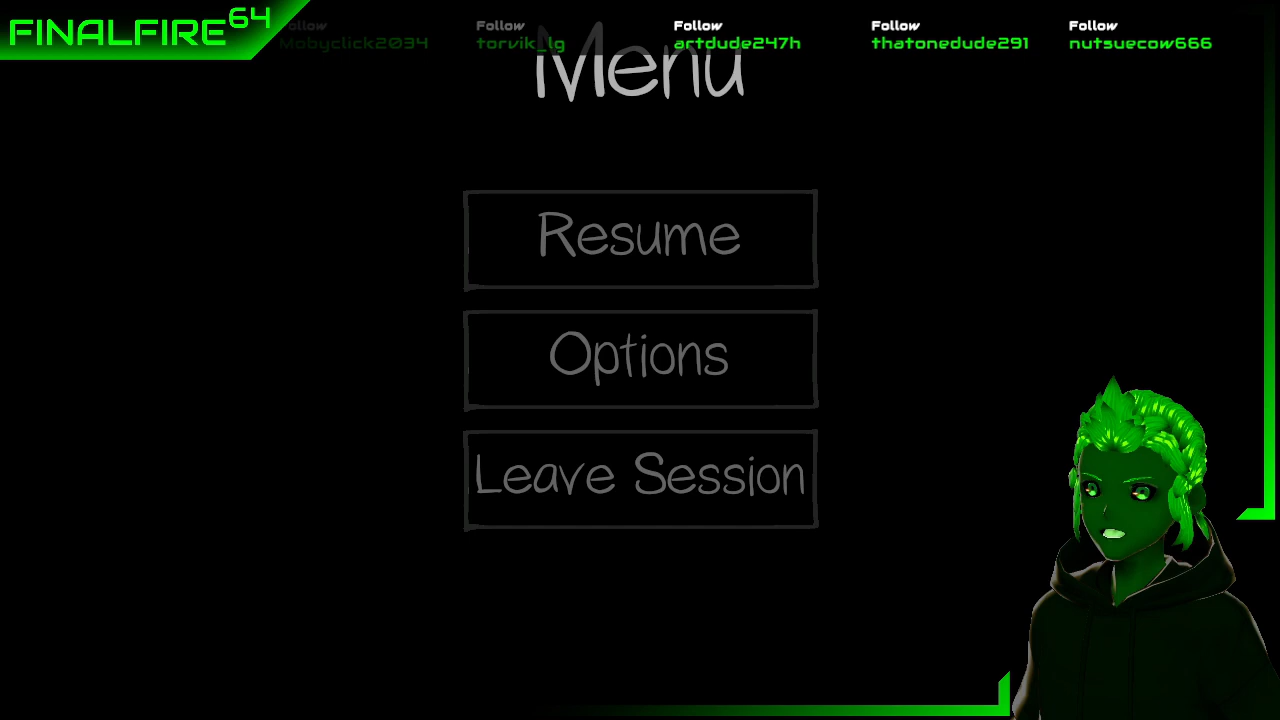 FINALFIRE64
Follow Follow Follow Follow Follow
Mobyclick2034 torvik_lg artdude247h thatonedude291 nutsuecow666
Menu
Resume
Options
Leave Session